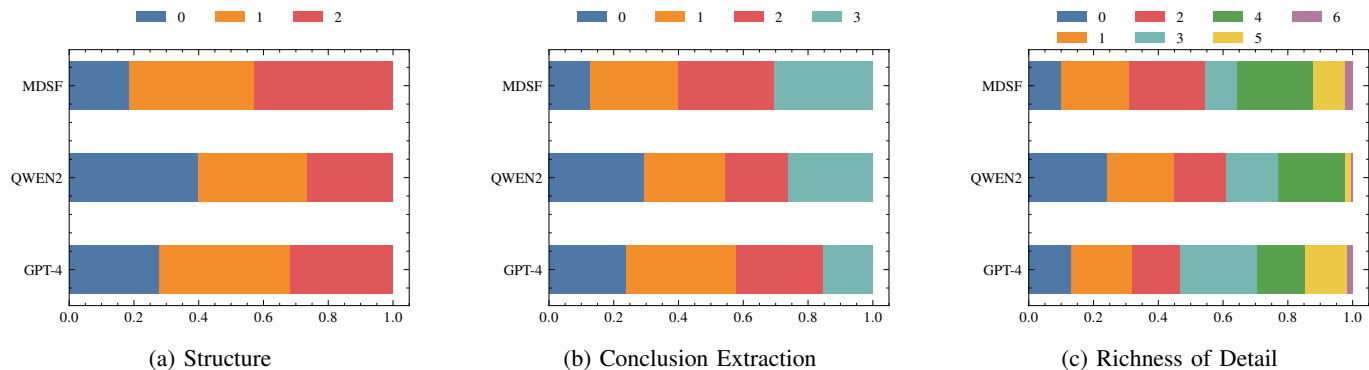 0 1 2
MDSF
QWEN2
GPT-4
0.0 0.2 0.4 0.6 0.8 1.0
(a) Structure
0 1 2 3
MDSF
QWEN2
GPT-4
0.0 0.2 0.4 0.6 0.8 1.0
(b) Conclusion Extraction
0 2 4 6
1 3 5
MDSF
QWEN2
GPT-4
0.0 0.2 0.4 0.6 0.8 1.0
(c) Richness of Detail